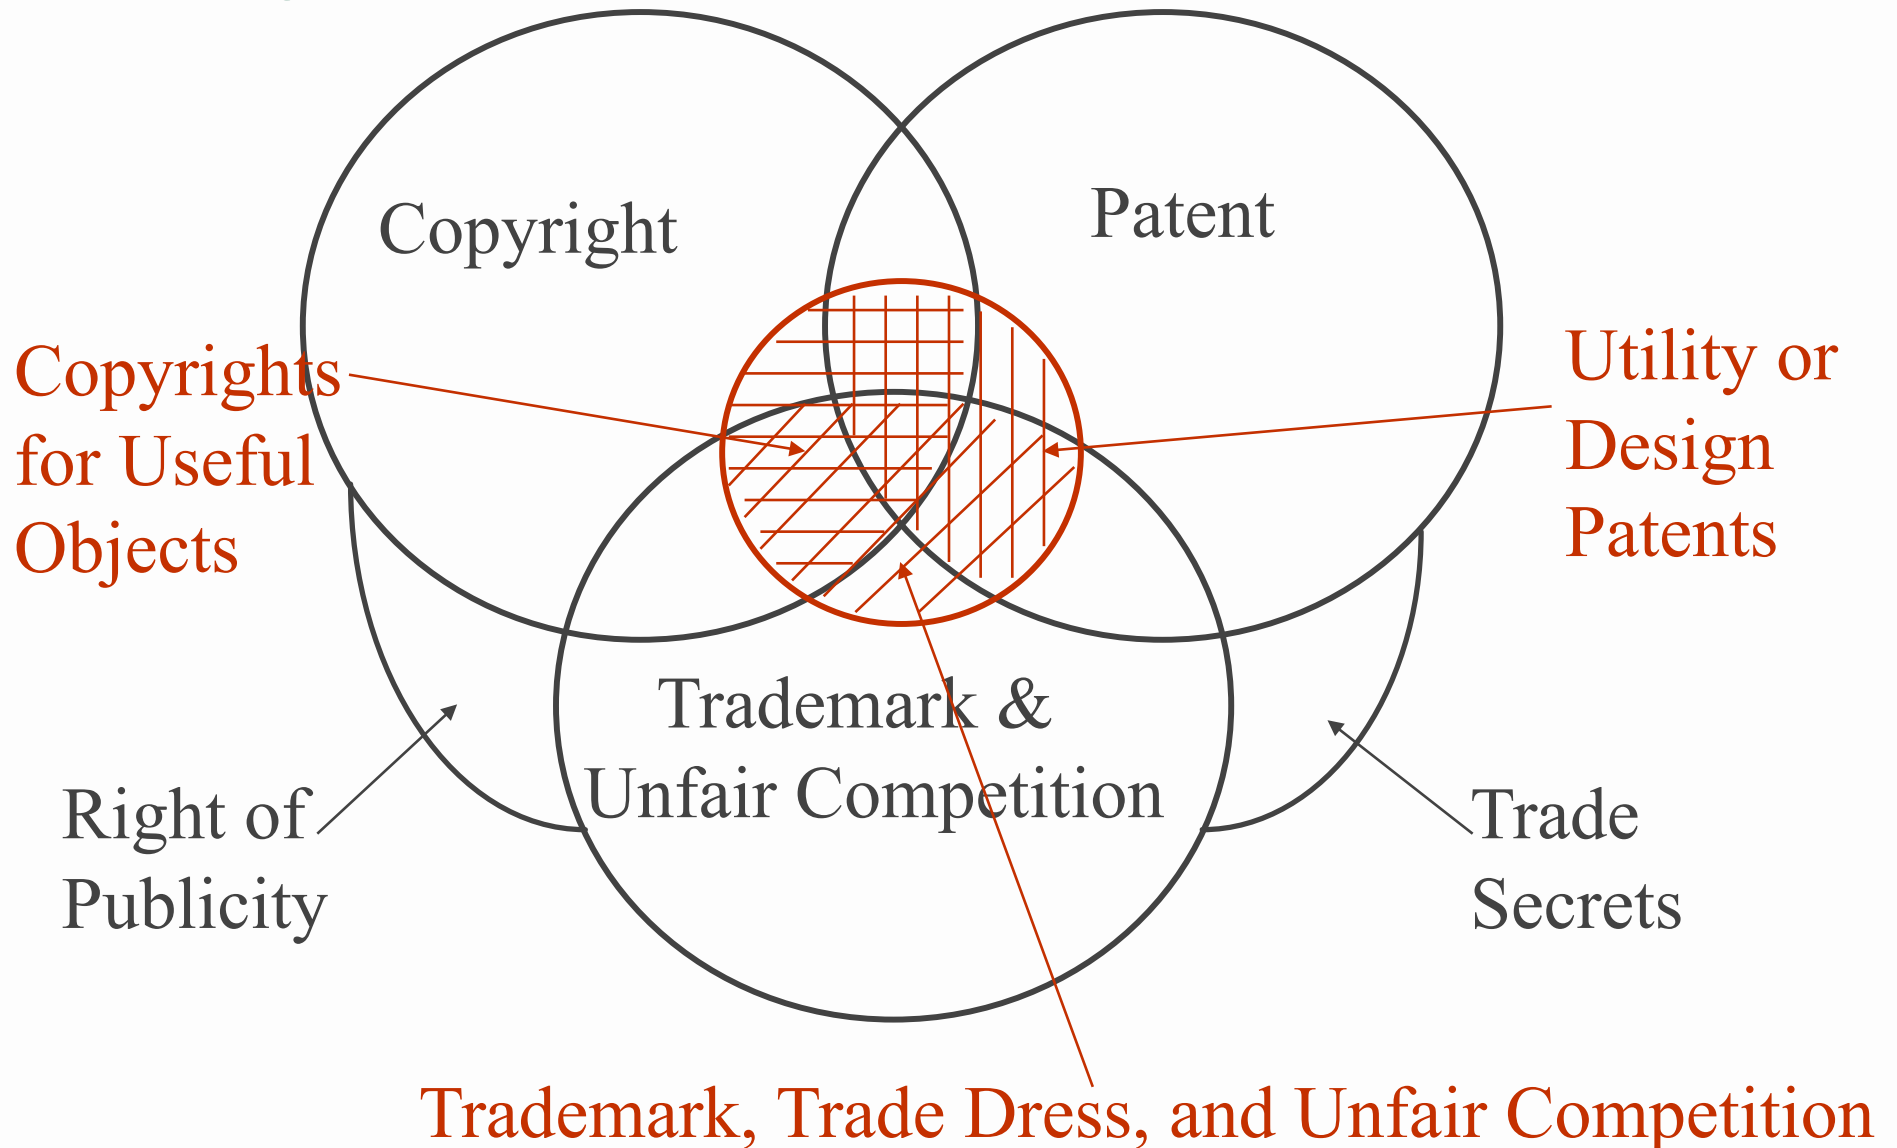 Copyright
Patent
Copyrights
for Useful
Objects
Utility or
Design
Patents
Trademark &
Unfair Competition
Right of
Publicity
Trade
Secrets
Trademark, Trade Dress, and Unfair Competition